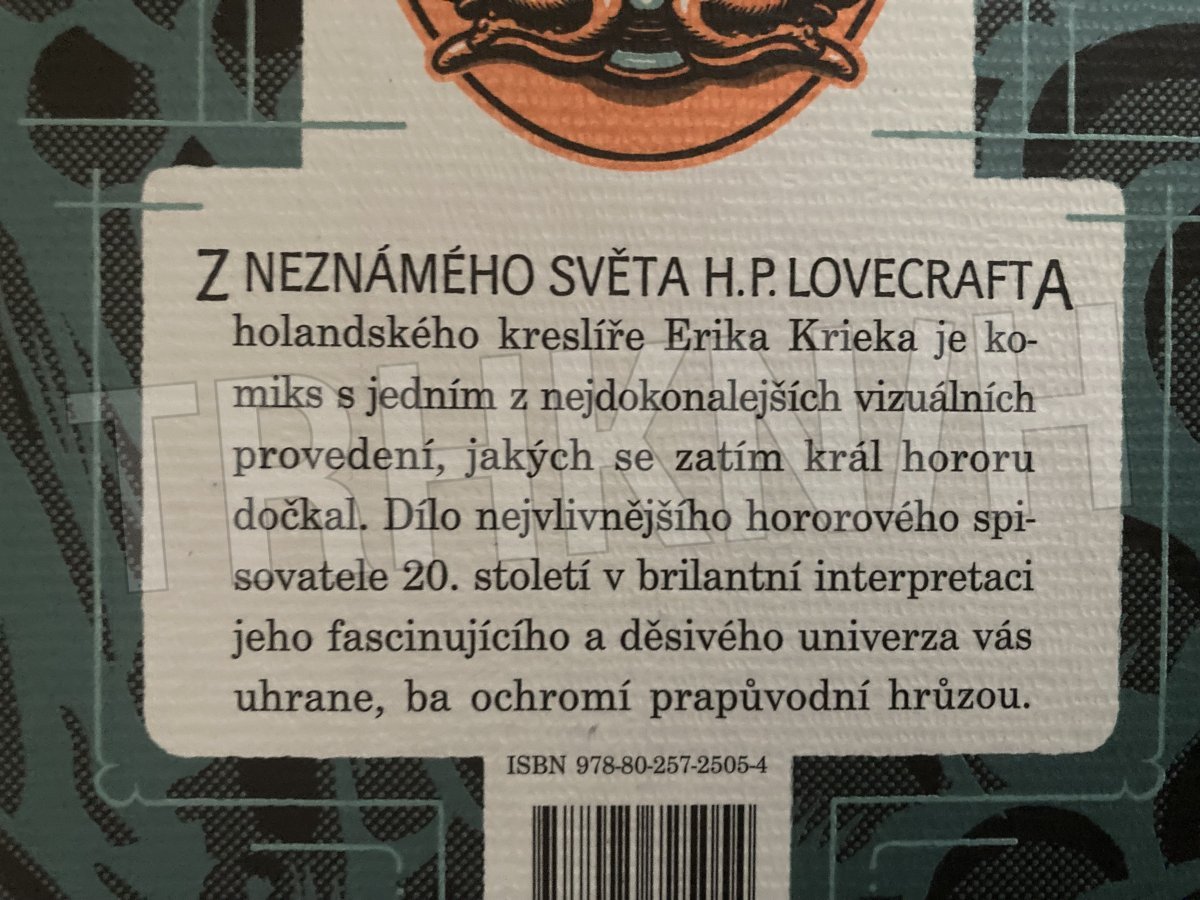 Z NEZNÁMÉHO SVĚTA H.P. LOVECRAFTA
holandského kreslíře Erika Krieka je ko-
miks s jedním z nejdokonalejších vizuálních
provedení, jakých se zatím král hororu
dočkal. Dílo nejvlivnějšího hororového spi-
sovatele 20. století v brilantní interpretaci
jeho fascinujícího a děsivého univerza vás
uhrane, ba ochromí prapůvodní hrůzou.
ISBN 978-80-257-2505-4
TRHKNIH